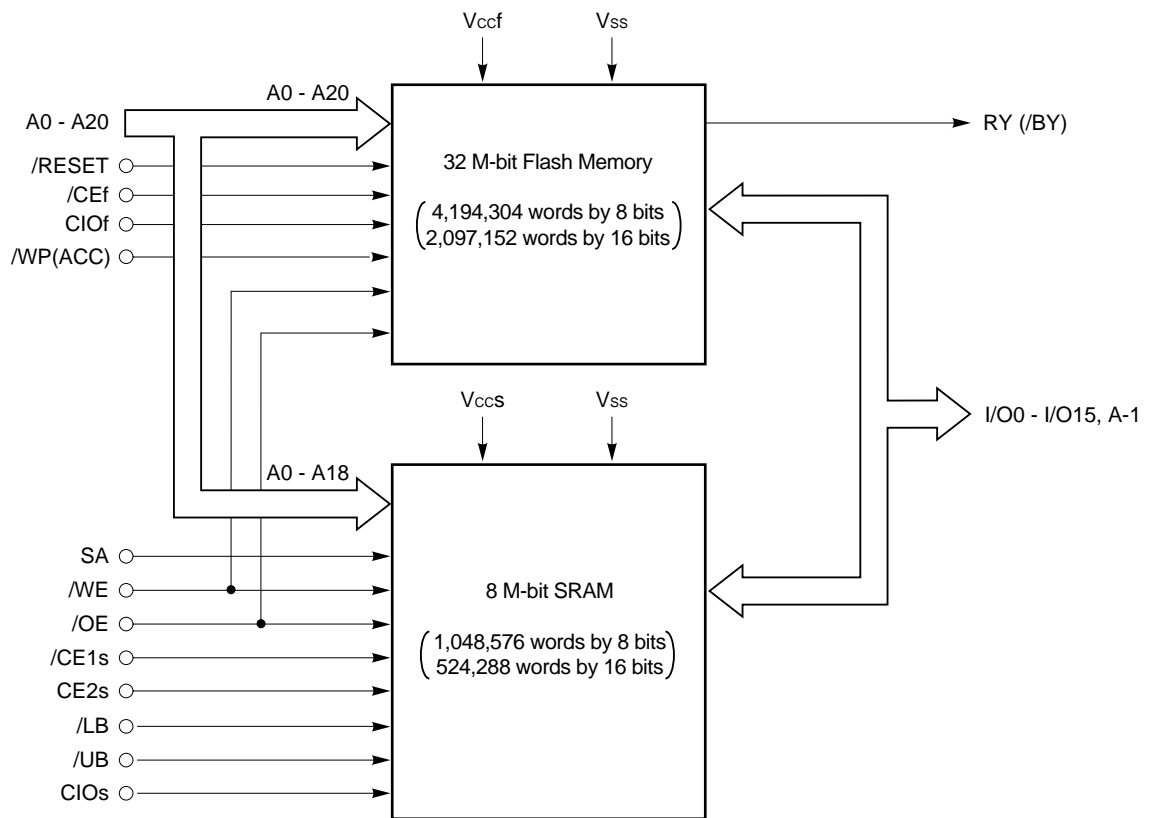 VCCf
VSS
A0 - A20
A0 - A20
RY (/BY)
/RESET
/CEf
CIOf
/WP(ACC)
32 M-bit Flash Memory
4,194,304 words by 8 bits
2,097,152 words by 16 bits
VCCs
VSS
I/O0 - I/O15, A-1
A0 - A18
SA
/WE
/OE
/CE1s
CE2s
/LB
/UB
CIOs
8 M-bit SRAM
1,048,576 words by 8 bits
524,288 words by 16 bits